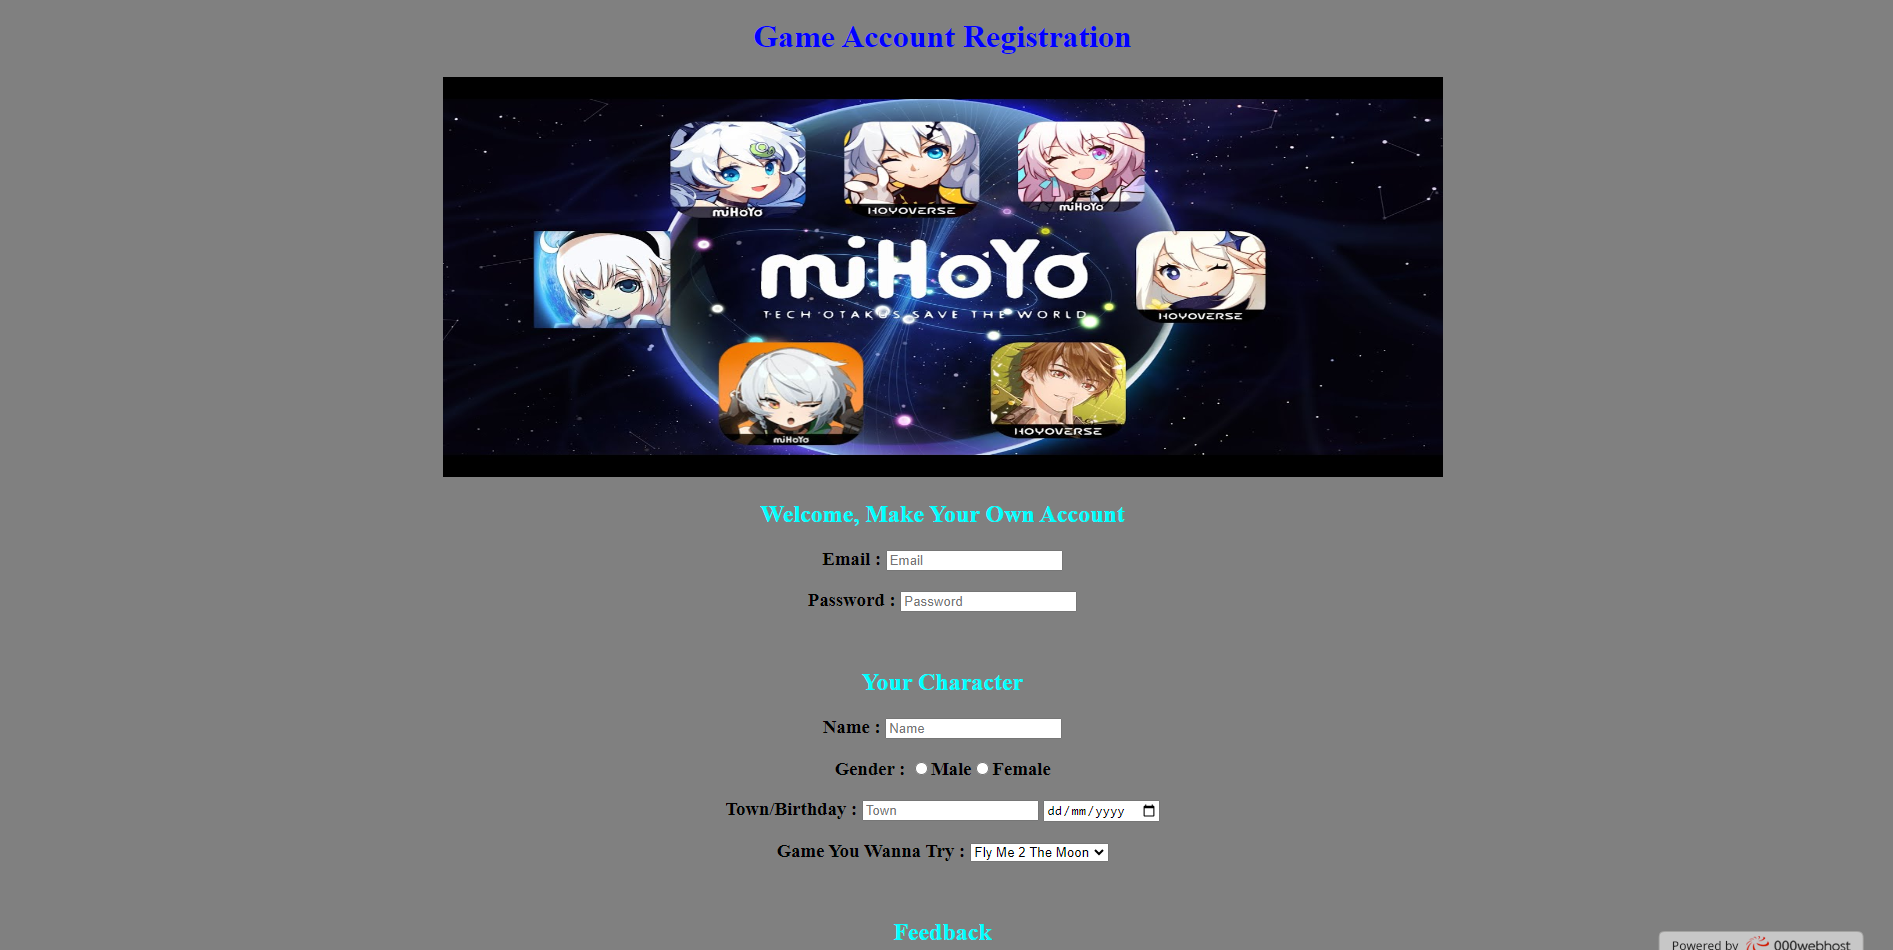 Game Account Registration
miHoYo
HOYOVERSE
miHoYo
miHoYo
TECH OTAKUS SAVE THE WORLD
HOYOVERSE
miHoYo
HOYOVERSE
Welcome, Make Your Own Account
Email : Email
Password : Password
Your Character
Name : Name
Gender : Male Female
Town/Birthday : Town dd/mm/yyyy
Game You Wanna Try : Fly Me 2 The Moon
Feedback
Powered by 000webhost